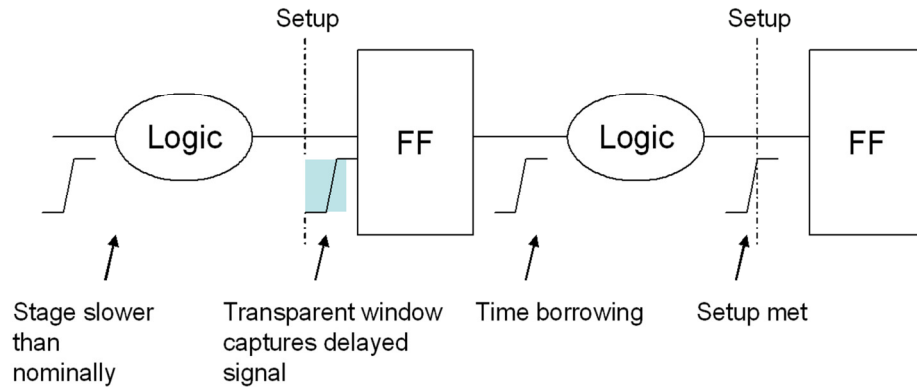 Setup
Setup
Logic
FF
Logic
FF
Stage slower
than
nominally
Transparent window
captures delayed
signal
Time borrowing
Setup met